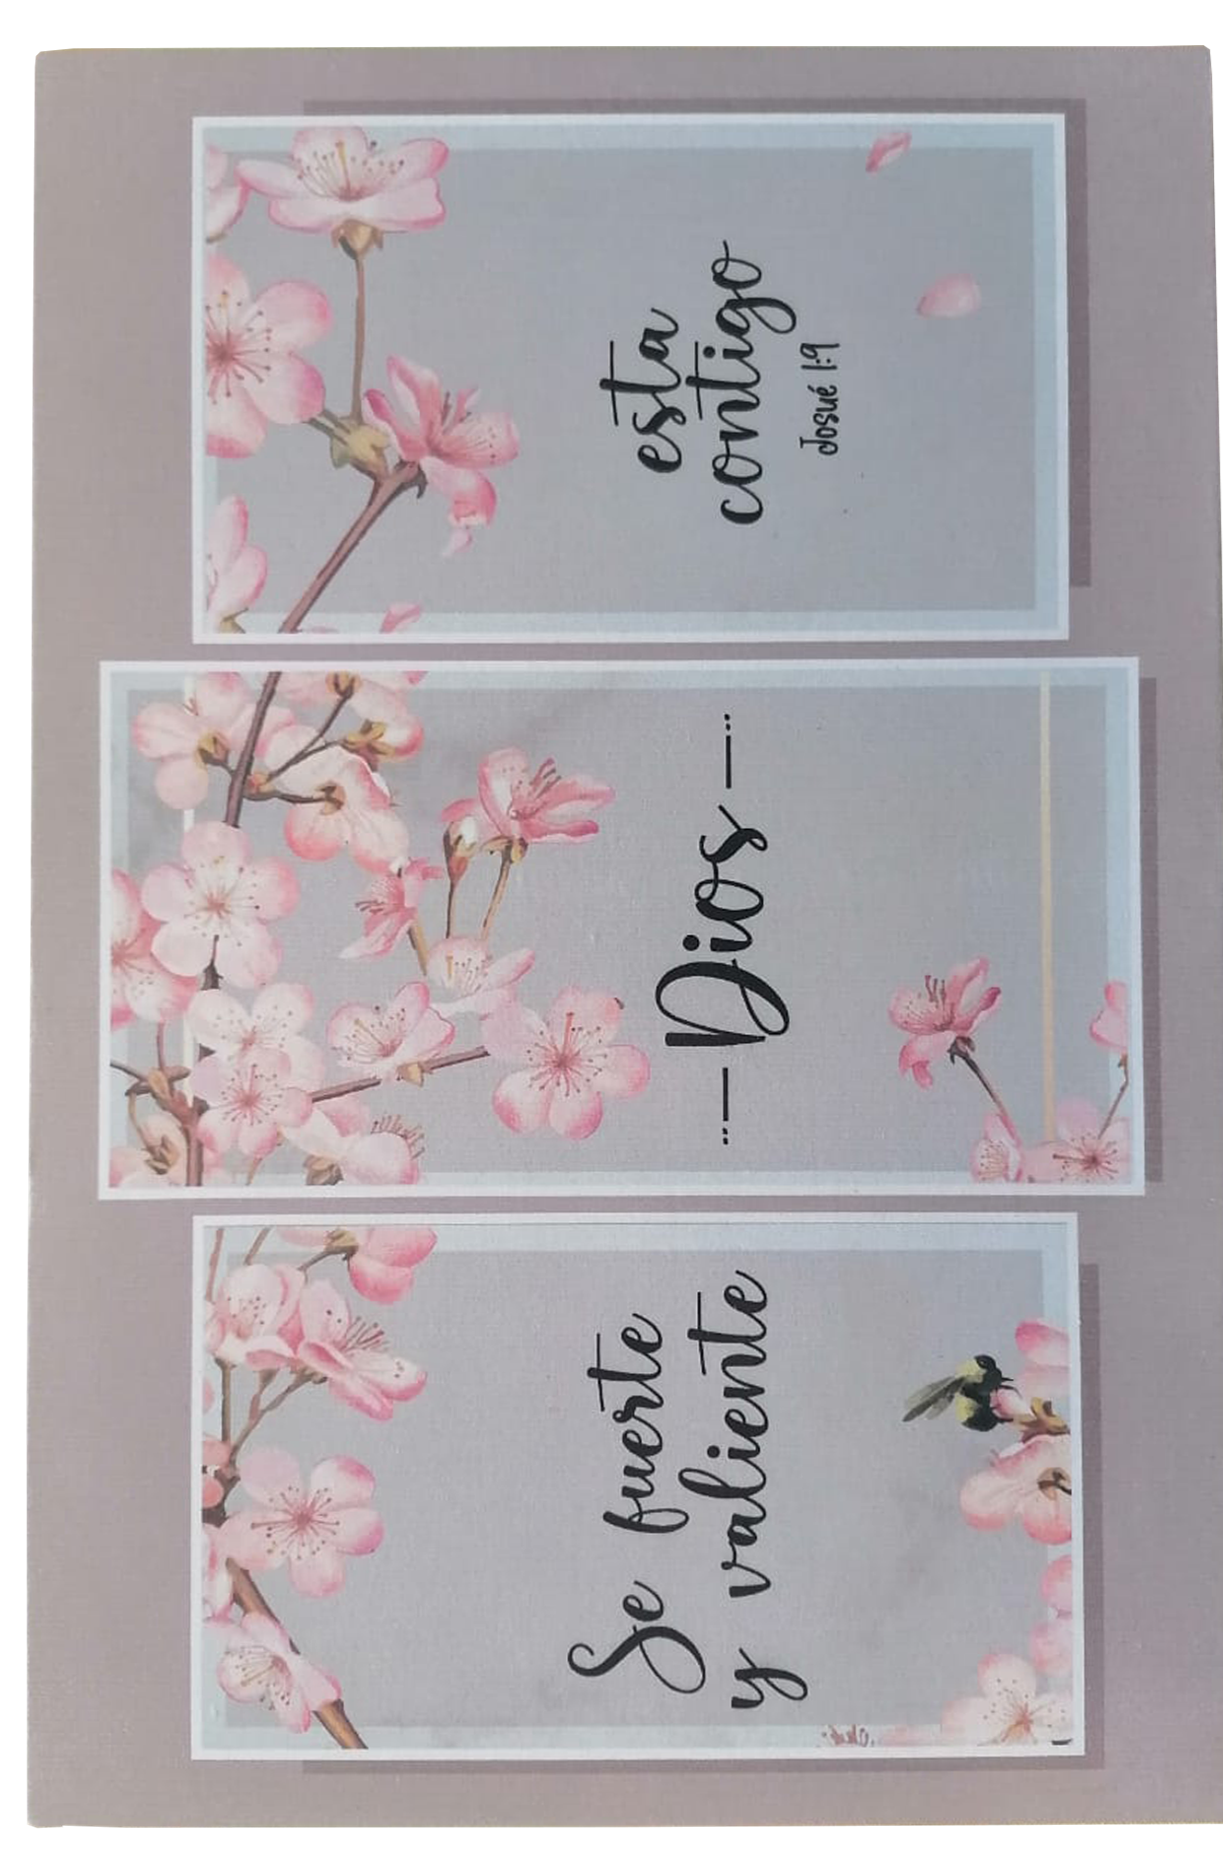 Se fuerte
y valiente
Dios
esta
contigo
Josué 1:9